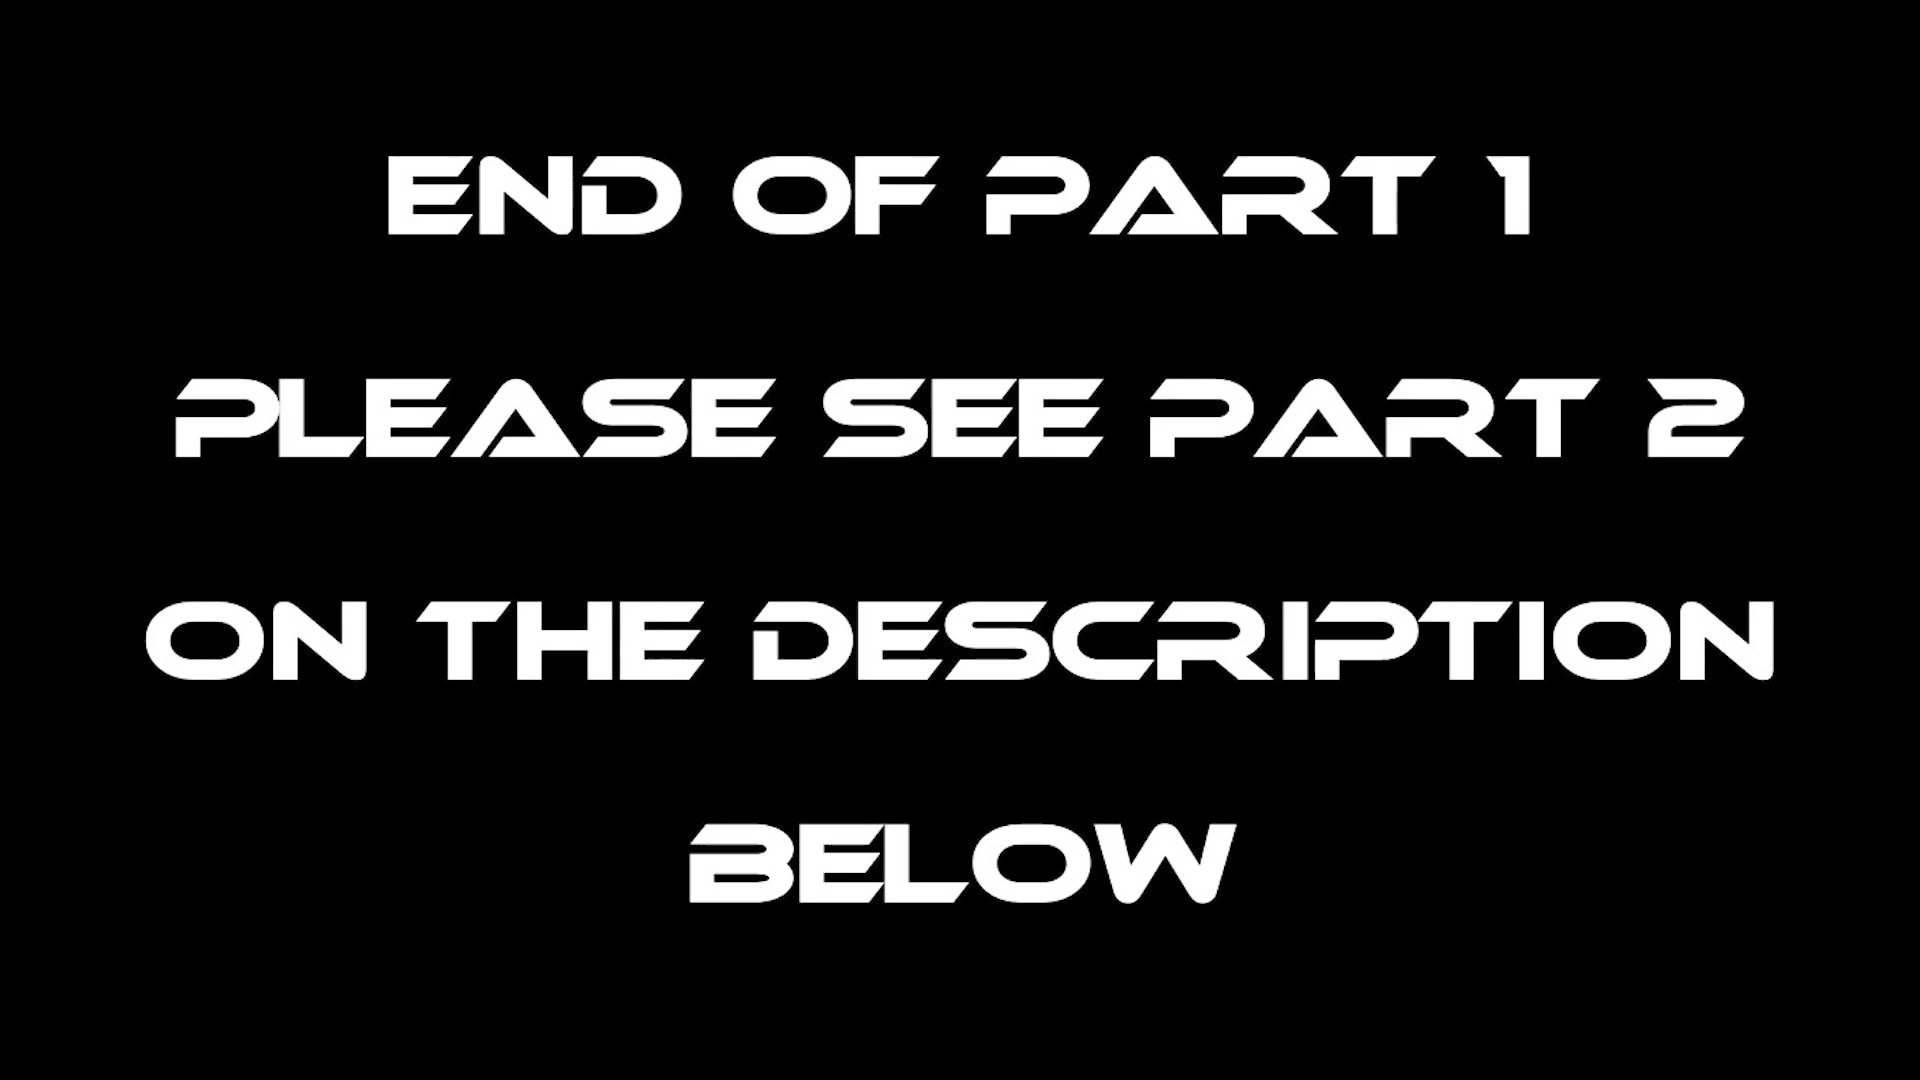 END OF PART 1
PLEASE SEE PART 2
ON THE DESCRIPTION
BELOW